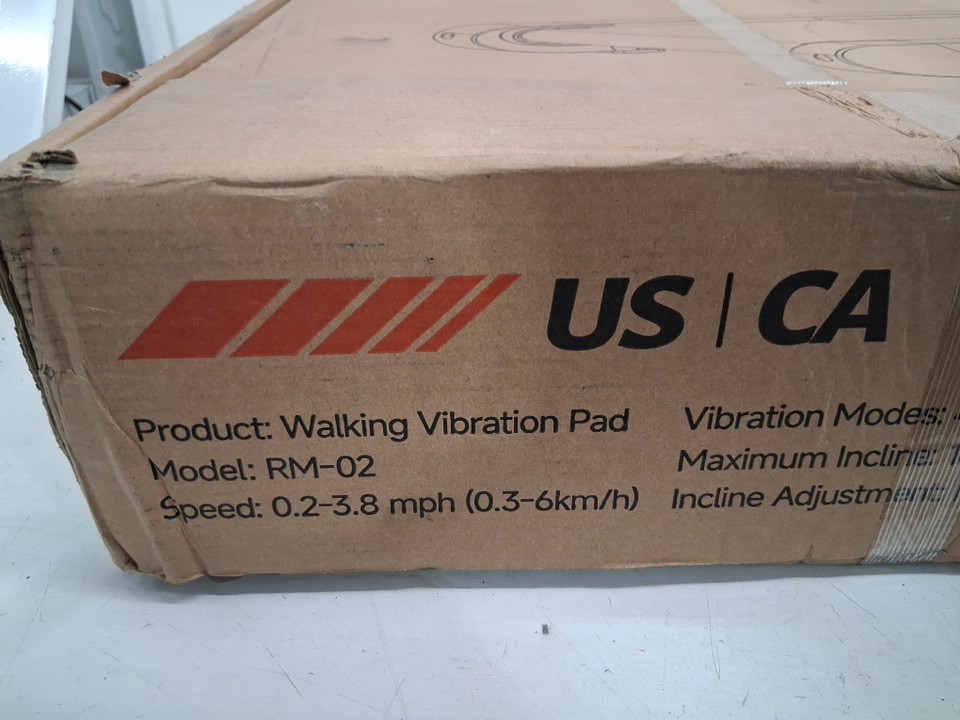 US | CA
Product: Walking Vibration Pad
Model: RM-02
Speed: 0.2-3.8 mph (0.3-6km/h)
Vibration Modes:
Maximum Incline:
Incline Adjustment: